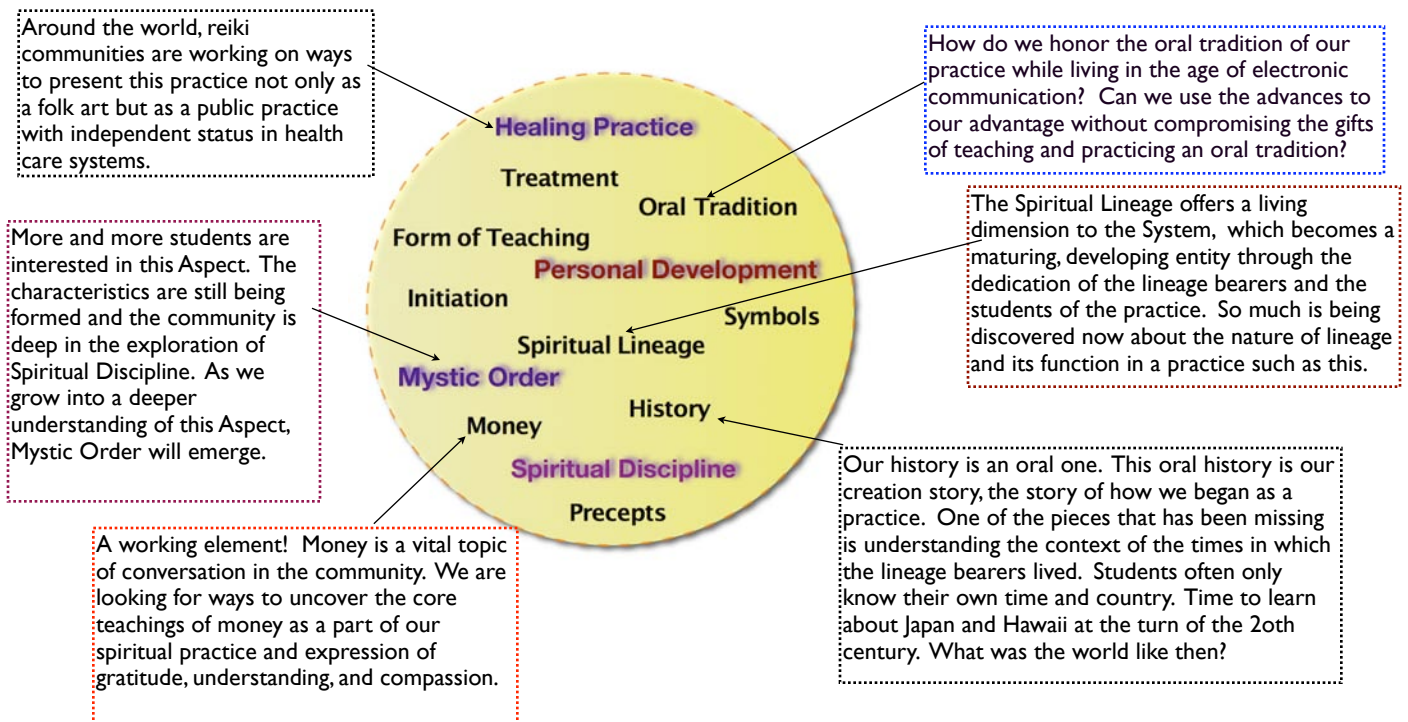 Around the world, reiki
communities are working on ways
to present this practice not only as
a folk art but as a public practice
with independent status in health
care systems.
How do we honor the oral tradition of our
practice while living in the age of electronic
communication? Can we use the advances to
our advantage without compromising the gifts
of teaching and practicing an oral tradition?
Healing Practice
Treatment
Oral Tradition
Form of Teaching
Personal Development
Initiation
Symbols
Spiritual Lineage
Mystic Order
History
Money
Spiritual Discipline
Precepts
The Spiritual Lineage offers a living
dimension to the System, which becomes a
maturing, developing entity through the
dedication of the lineage bearers and the
students of the practice. So much is being
discovered now about the nature of lineage
and its function in a practice such as this.
More and more students are
interested in this Aspect. The
characteristics are still being
formed and the community is
deep in the exploration of
Spiritual Discipline. As we
grow into a deeper
understanding of this Aspect,
Mystic Order will emerge.
Our history is an oral one. This oral history is our
creation story, the story of how we began as a
practice. One of the pieces that has been missing
is understanding the context of the times in which
the lineage bearers lived. Students often only
know their own time and country. Time to learn
about Japan and Hawaii at the turn of the 2oth
century. What was the world like then?
A working element! Money is a vital topic
of conversation in the community. We are
looking for ways to uncover the core
teachings of money as a part of our
spiritual practice and expression of
gratitude, understanding, and compassion.